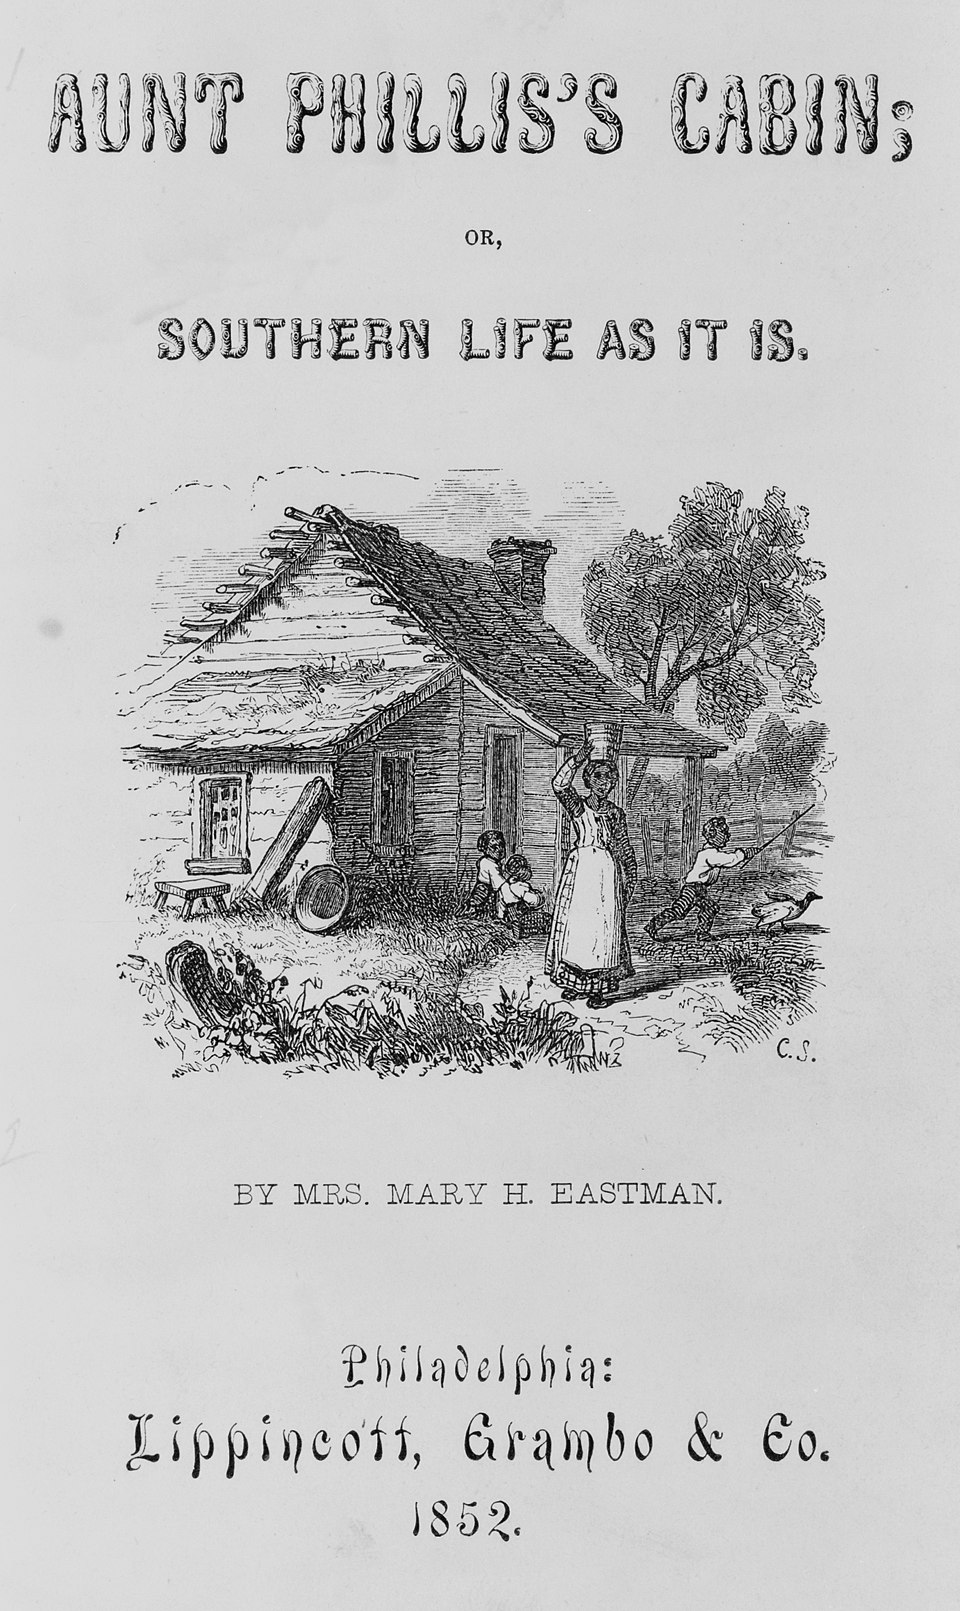 AUNT PHILLIS'S CABIN;
OR,
SOUTHERN LIFE AS IT IS.
C. S.
BY MRS. MARY H. EASTMAN.
Philadelphia:
Lippincott, Grambo & Co.
1852.